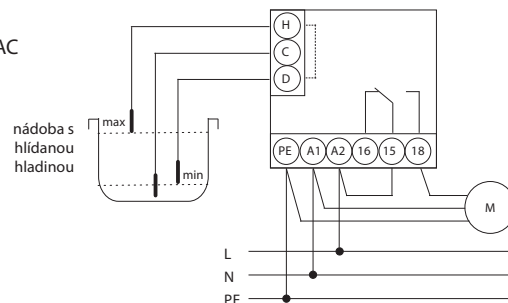 AC
H
C
D
max
nádoba s
hlídanou
hladinou
min
PE A1 A2 16 15 18
M
L
N
PE